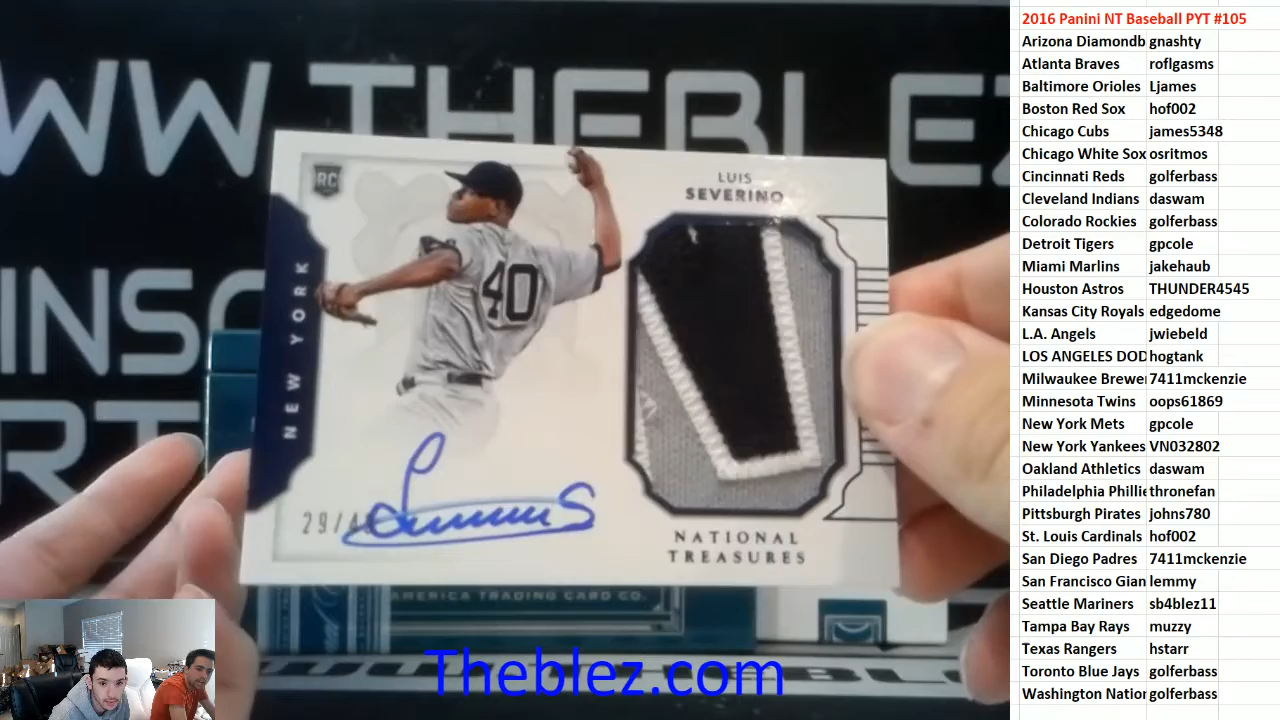 WW THEBLEZ
RC
LUIS
SEVERINO
NEW YORK
40
NATIONAL
TREASURES
AMERICA TRADING CARD CO.
Theblez.com
2016 Panini NT Baseball PYT #105
Arizona Diamondb gnashty
Atlanta Braves roflgasms
Baltimore Orioles Ljames
Boston Red Sox hof002
Chicago Cubs james5348
Chicago White Sox osritmos
Cincinnati Reds golferbass
Cleveland Indians daswam
Colorado Rockies golferbass
Detroit Tigers gpcole
Miami Marlins jakehaub
Houston Astros THUNDER4545
Kansas City Royals edgedome
L.A. Angels jwiebeld
LOS ANGELES DOD hogtank
Milwaukee Brewer 7411mckenzie
Minnesota Twins oops61869
New York Mets gpcole
New York Yankees VN032802
Oakland Athletics daswam
Philadelphia Phillie thronefan
Pittsburgh Pirates johns780
St. Louis Cardinals hof002
San Diego Padres 7411mckenzie
San Francisco Gian lemmy
Seattle Mariners sb4blez11
Tampa Bay Rays muzzy
Texas Rangers hstarr
Toronto Blue Jays golferbass
Washington Nation golferbass